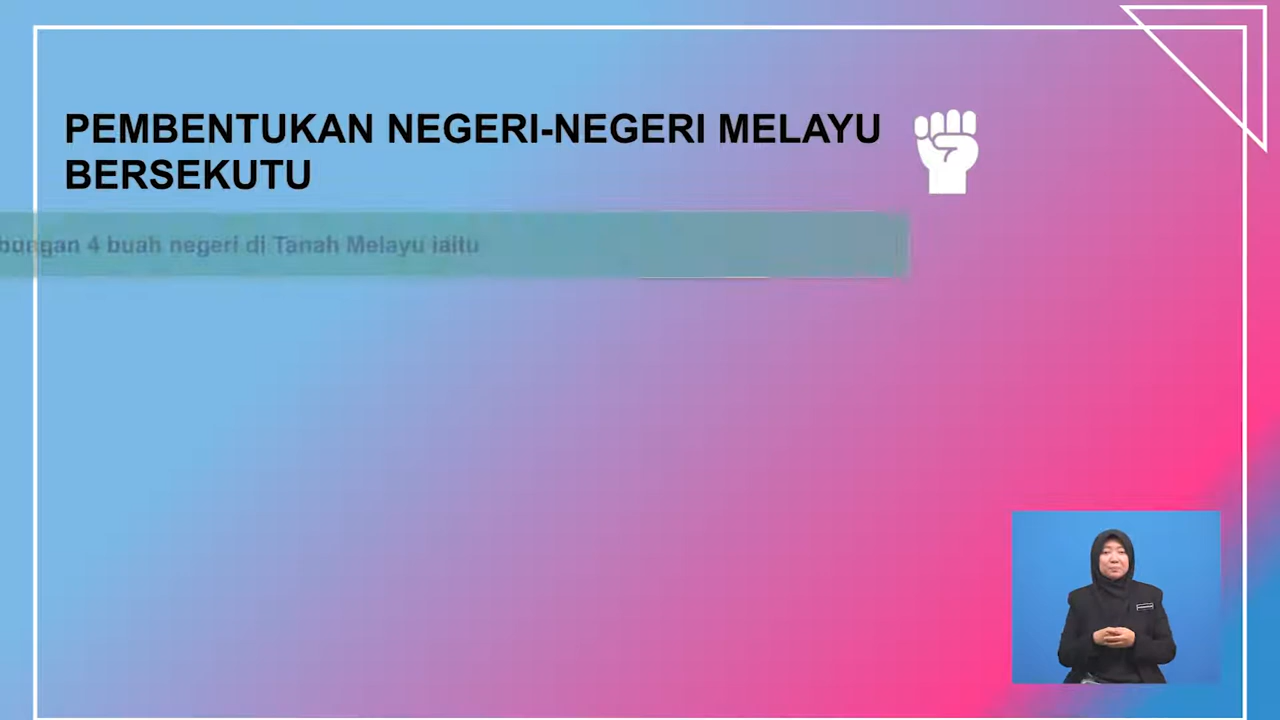 PEMBENTUKAN NEGERI-NEGERI MELAYU
BERSEKUTU
4 buah negeri di Tanah Melayu iaitu